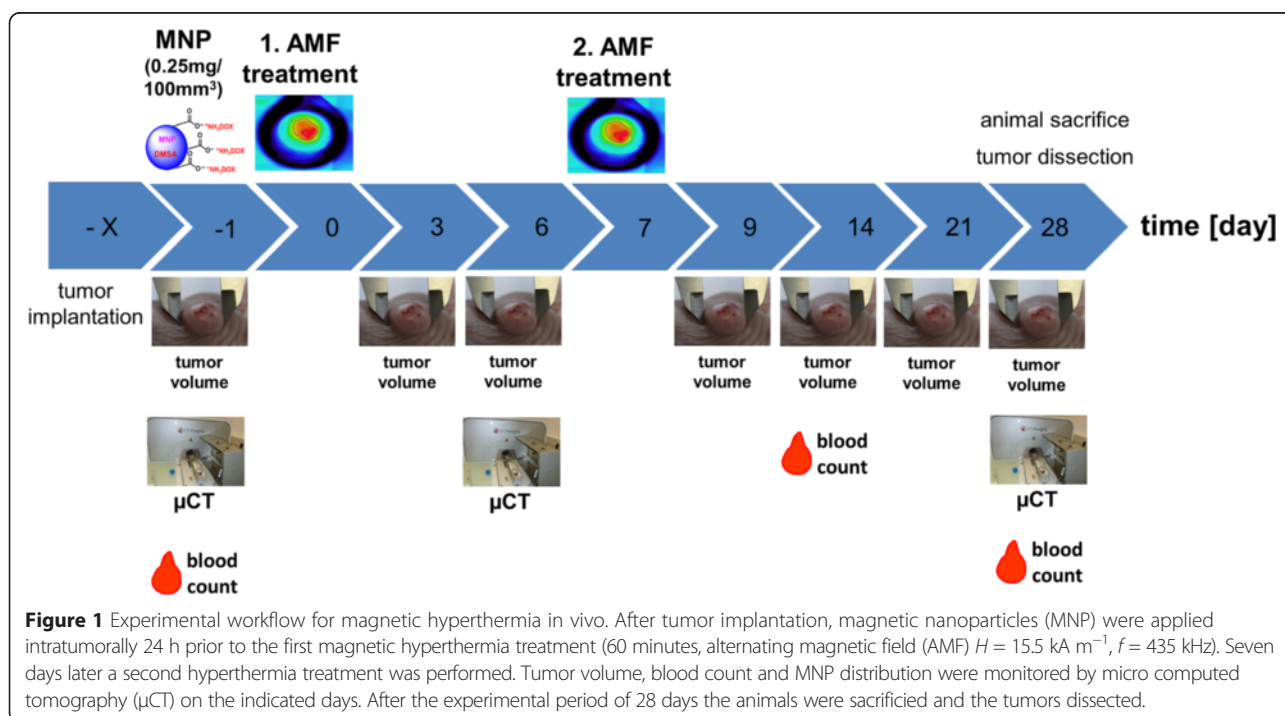 MNP
(0.25mg/
100mm³)
1. AMF
treatment
2. AMF
treatment
O
O⁻ ⁺NH₃DOX
MNP
DMSA
O
O⁻ ⁺NH₃DOX
O
O⁻ ⁺NH₃DOX
animal sacrifice
tumor dissection
- X
-1
0
3
6
7
9
14
21
28
time [day]
tumor
implantation
tumor
volume
tumor
volume
tumor
volume
tumor
volume
tumor
volume
tumor
volume
tumor
volume
µCT
µCT
blood
count
µCT
blood
count
blood
count
Figure 1 Experimental workflow for magnetic hyperthermia in vivo. After tumor implantation, magnetic nanoparticles (MNP) were applied
intratumorally 24 h prior to the first magnetic hyperthermia treatment (60 minutes, alternating magnetic field (AMF) H = 15.5 kA m⁻¹, f = 435 kHz). Seven
days later a second hyperthermia treatment was performed. Tumor volume, blood count and MNP distribution were monitored by micro computed
tomography (µCT) on the indicated days. After the experimental period of 28 days the animals were sacrificied and the tumors dissected.